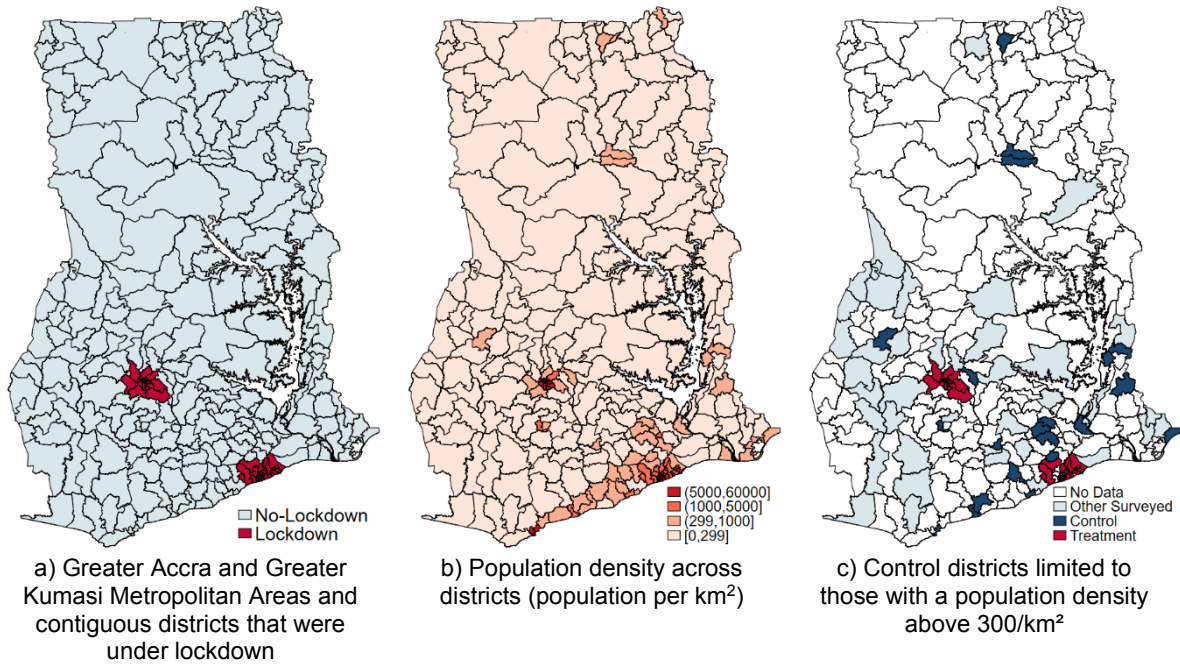 No-Lockdown
Lockdown
a) Greater Accra and Greater
Kumasi Metropolitan Areas and
contiguous districts that were
under lockdown
(5000,60000]
(1000,5000]
(299,1000]
[0,299]
b) Population density across
districts (population per km²)
No Data
Other Surveyed
Control
Treatment
c) Control districts limited to
those with a population density
above 300/km²